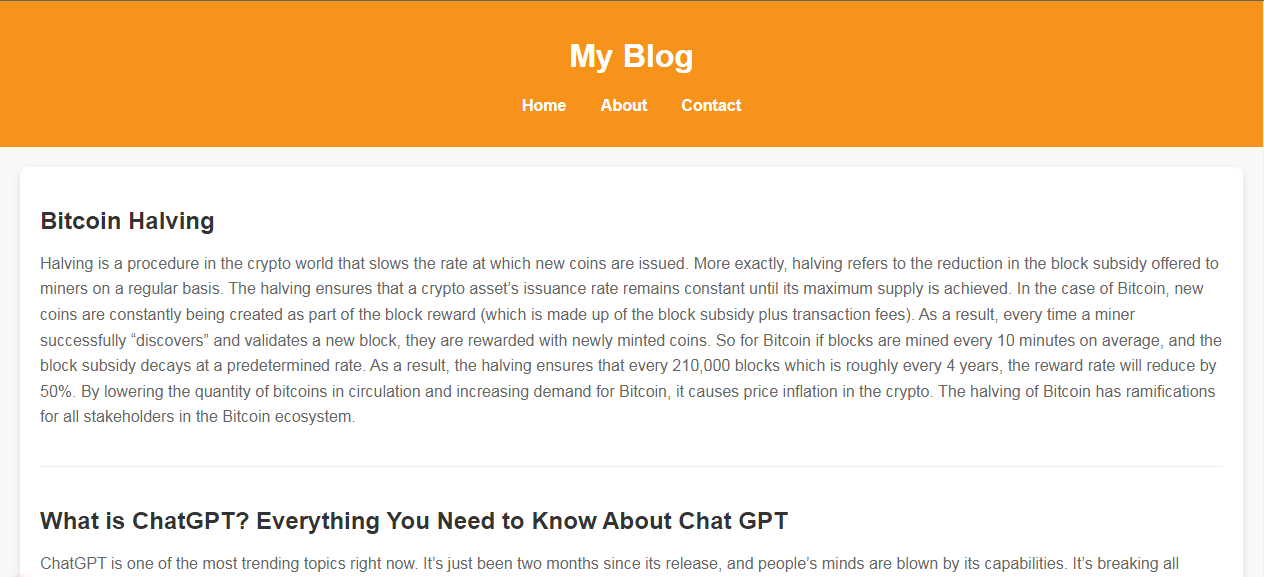 My Blog
Home About Contact
Bitcoin Halving
Halving is a procedure in the crypto world that slows the rate at which new coins are issued. More exactly, halving refers to the reduction in the block subsidy offered to
miners on a regular basis. The halving ensures that a crypto asset’s issuance rate remains constant until its maximum supply is achieved. In the case of Bitcoin, new
coins are constantly being created as part of the block reward (which is made up of the block subsidy plus transaction fees). As a result, every time a miner
successfully “discovers” and validates a new block, they are rewarded with newly minted coins. So for Bitcoin if blocks are mined every 10 minutes on average, and the
block subsidy decays at a predetermined rate. As a result, the halving ensures that every 210,000 blocks which is roughly every 4 years, the reward rate will reduce by
50%. By lowering the quantity of bitcoins in circulation and increasing demand for Bitcoin, it causes price inflation in the crypto. The halving of Bitcoin has ramifications
for all stakeholders in the Bitcoin ecosystem.
What is ChatGPT? Everything You Need to Know About Chat GPT
ChatGPT is one of the most trending topics right now. It’s just been two months since its release, and people’s minds are blown by its capabilities. It’s breaking all